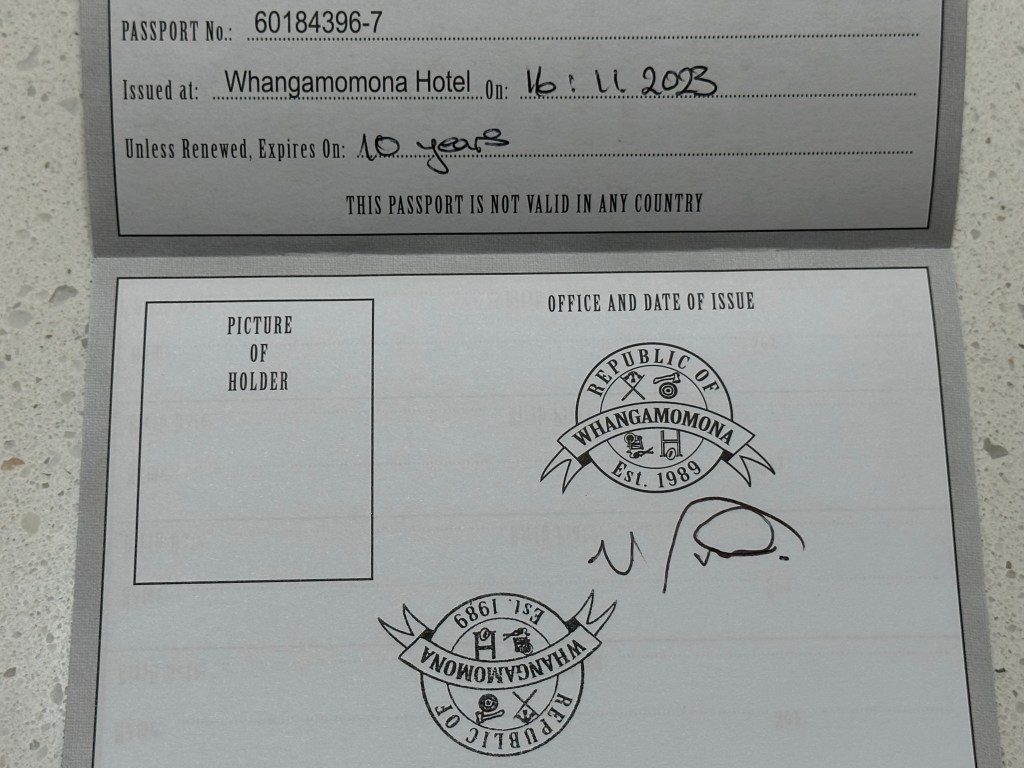 PASSPORT No.: 60184396-7
Issued at: Whangamomona Hotel On: 16 : 11 2023
Unless Renewed, Expires On: 10 years
THIS PASSPORT IS NOT VALID IN ANY COUNTRY
PICTURE
OF
HOLDER
OFFICE AND DATE OF ISSUE
REPUBLIC OF
WHANGAMOMONA
Est. 1989
Est. 1989
WHANGAMOMONA
REPUBLIC OF